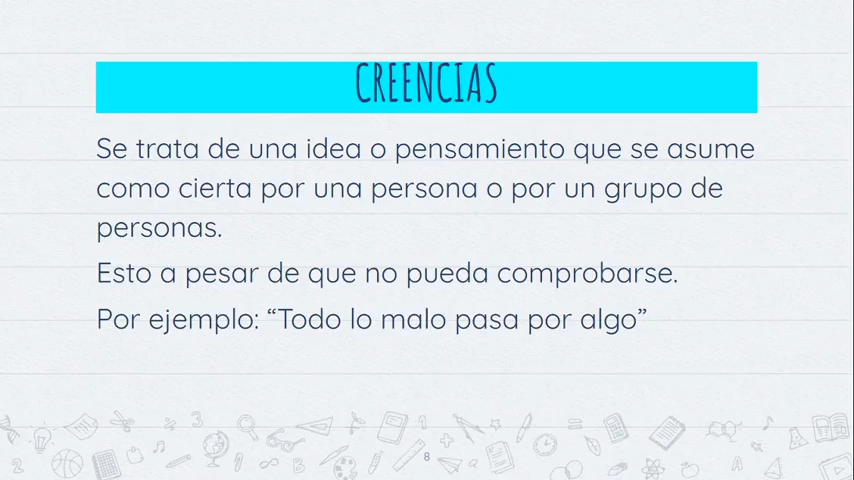 CREENCIAS
Se trata de una idea o pensamiento que se asume
como cierta por una persona o por un grupo de
personas.
Esto a pesar de que no pueda comprobarse.
Por ejemplo: “Todo lo malo pasa por algo”
8